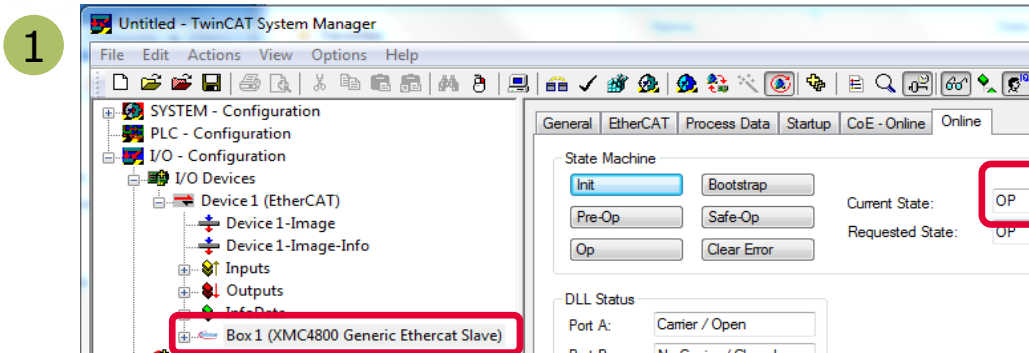 1
Untitled - TwinCAT System Manager
File Edit Actions View Options Help
SYSTEM - Configuration
PLC - Configuration
I/O - Configuration
I/O Devices
Device 1 (EtherCAT)
Device 1-Image
Device 1-Image-Info
Inputs
Outputs
InfoData
Box 1 (XMC4800 Generic Ethercat Slave)
General EtherCAT Process Data Startup CoE - Online Online
State Machine
Init Bootstrap
Pre-Op Safe-Op
Op Clear Error
Current State: OP
Requested State: OP
DLL Status
Port A: Carrier / Open